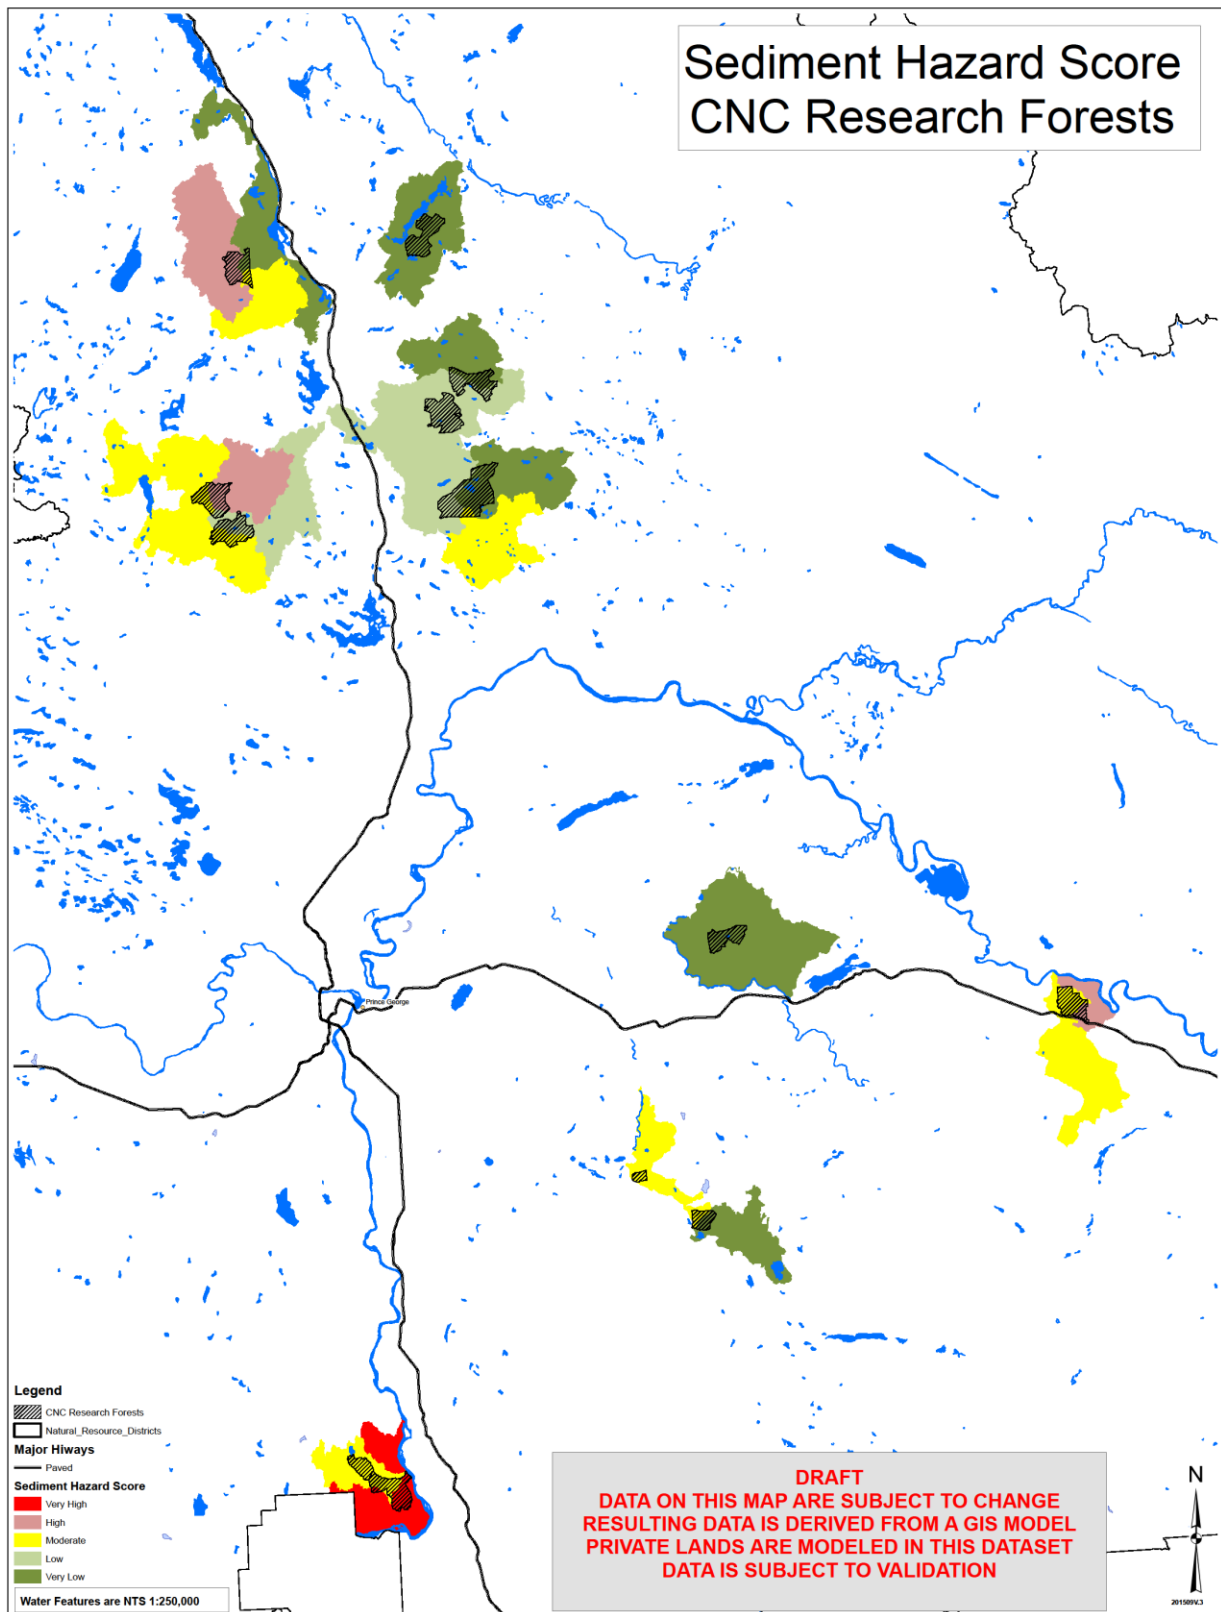 Sediment Hazard Score
CNC Research Forests
Prince George
Legend
CNC Research Forests
Natural_Resource_Districts
Major Hiways
Paved
Sediment Hazard Score
Very High
High
Moderate
Low
Very Low
Water Features are NTS 1:250,000
DRAFT
DATA ON THIS MAP ARE SUBJECT TO CHANGE
RESULTING DATA IS DERIVED FROM A GIS MODEL
PRIVATE LANDS ARE MODELED IN THIS DATASET
DATA IS SUBJECT TO VALIDATION
N